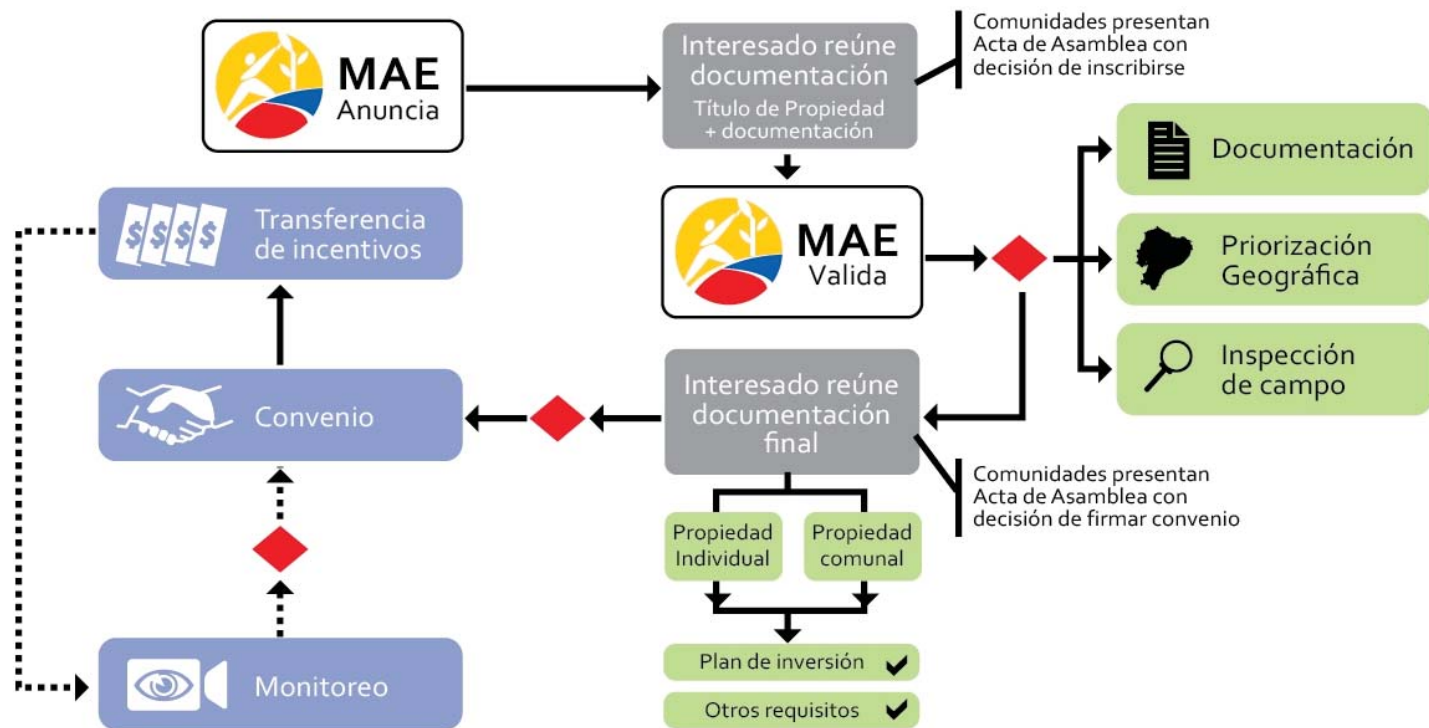 MAE
Anuncia
Interesado reúne
documentación
Título de Propiedad
+ documentación
Comunidades presentan
Acta de Asamblea con
decisión de inscribirse
MAE
Valida
Documentación
Priorización
Geográfica
Inspección
de campo
Transferencia
de incentivos
$ $ $ $
Convenio
Interesado reúne
documentación
final
Comunidades presentan
Acta de Asamblea con
decisión de firmar convenio
Propiedad
Individual
Propiedad
comunal
Monitoreo
Plan de inversión
Otros requisitos